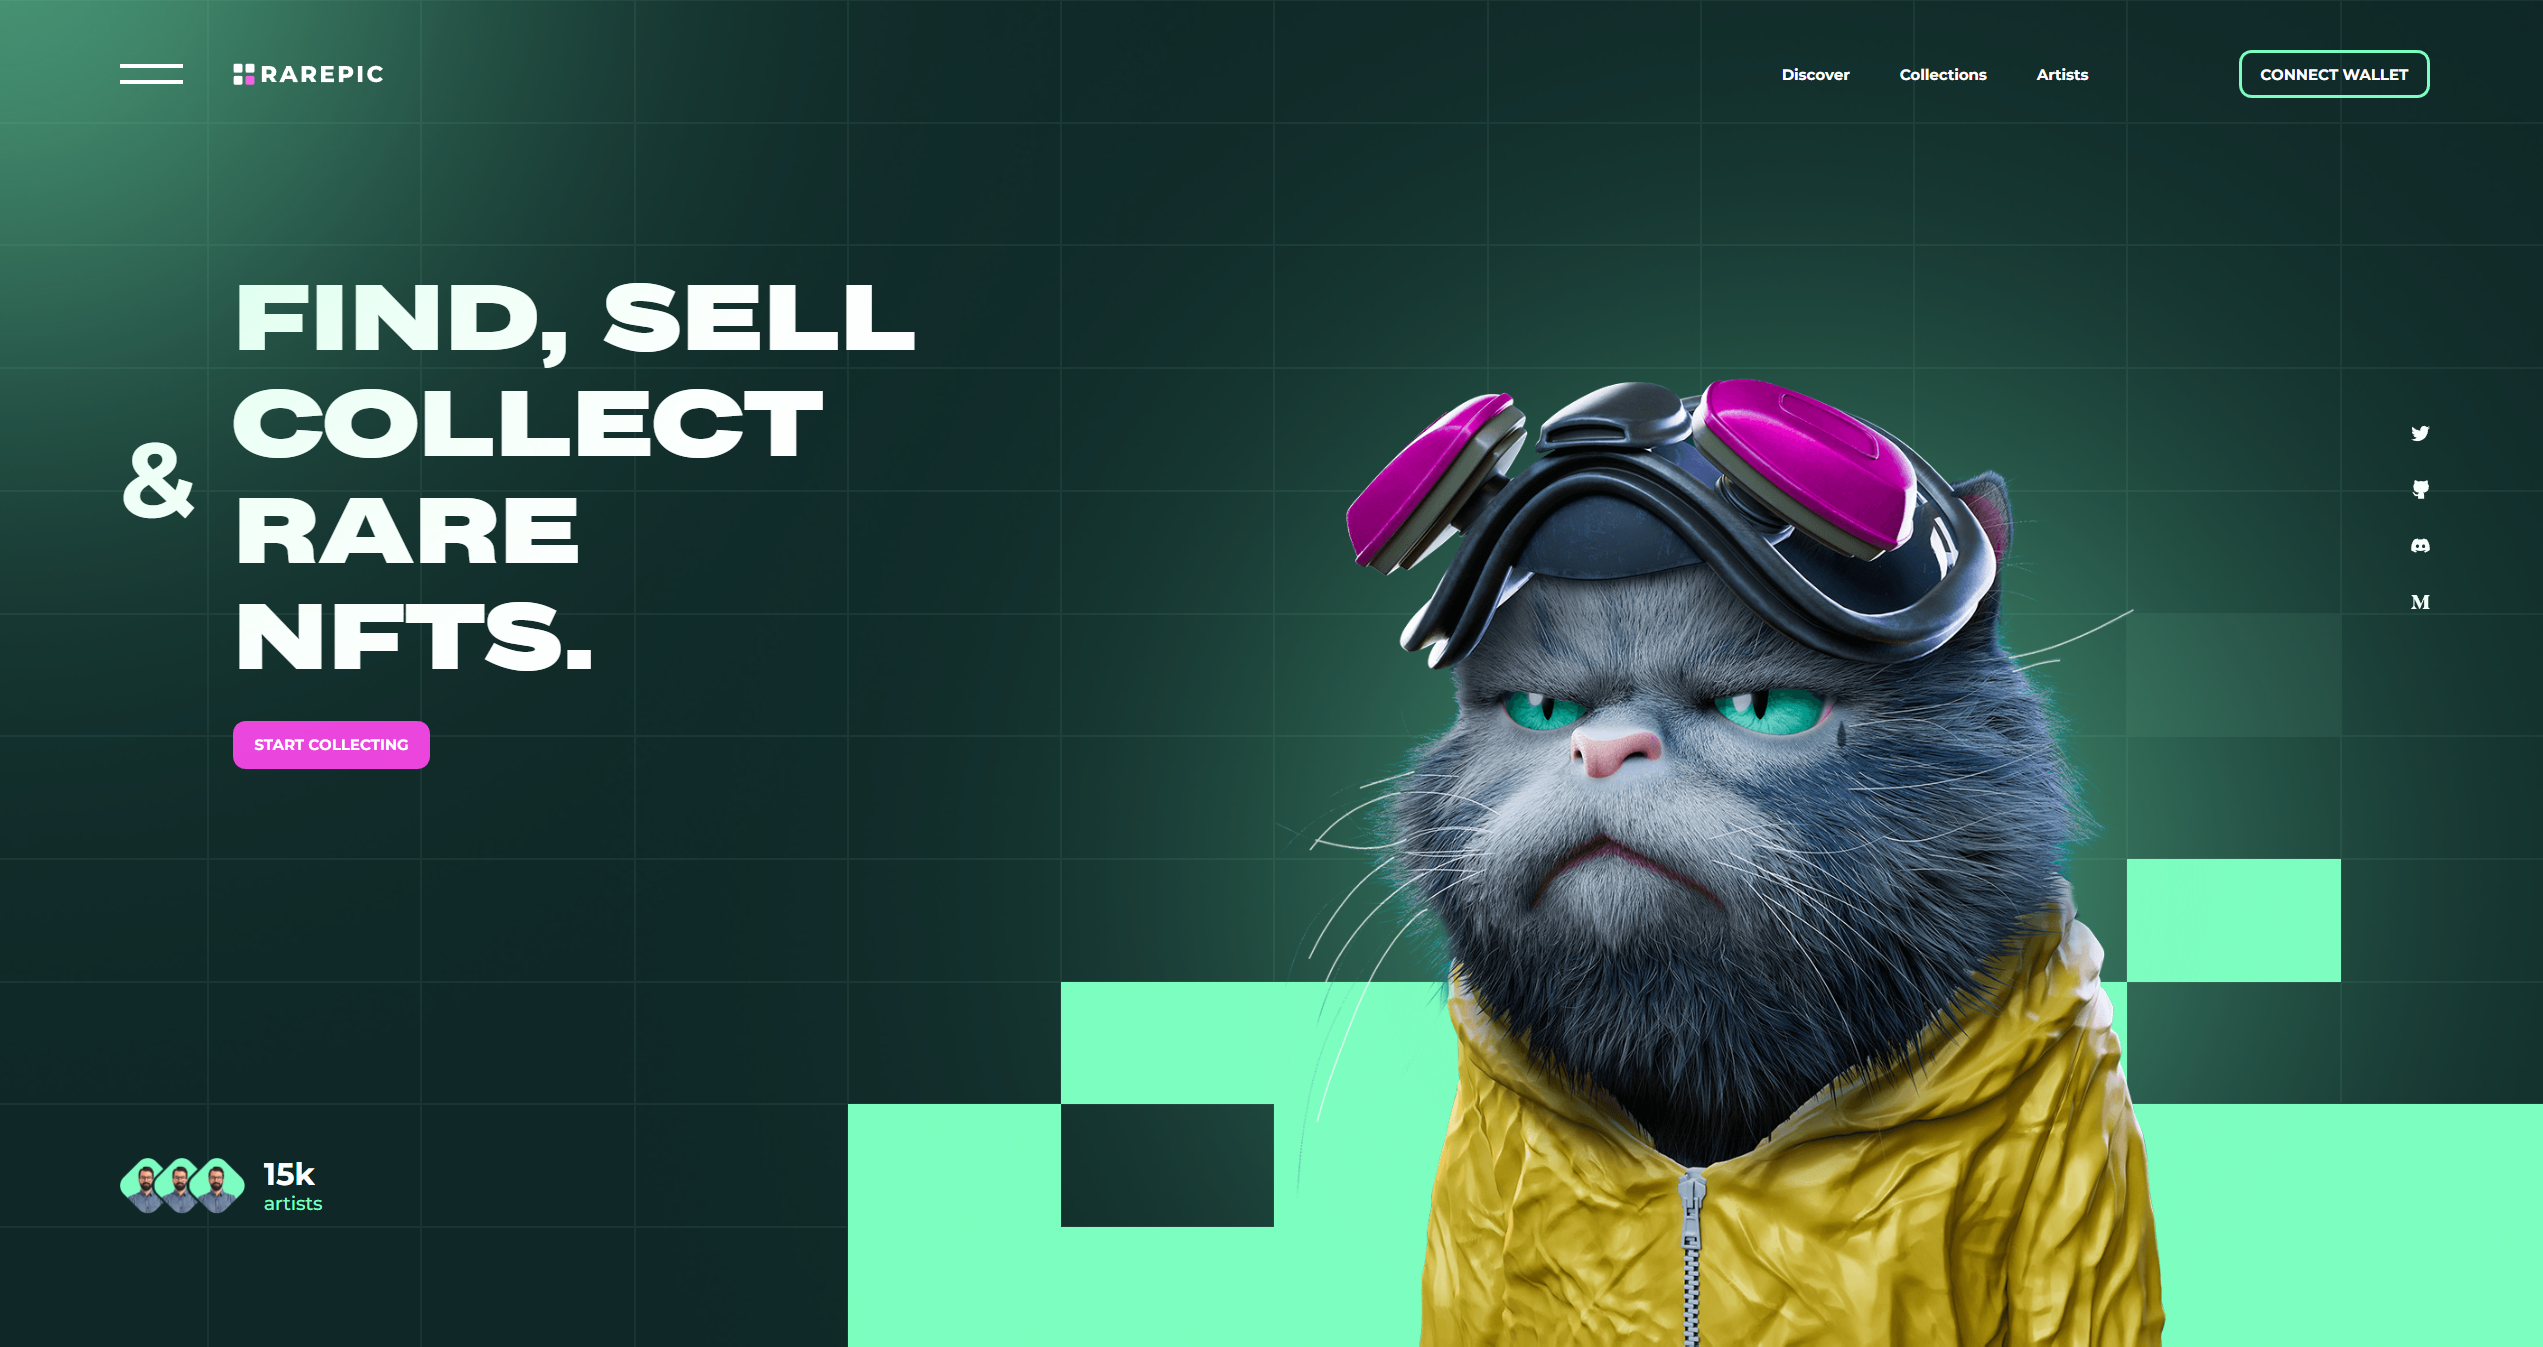 RAREPIC
Discover
Collections
Artists
CONNECT WALLET
FIND, SELL
& COLLECT
RARE
NFTS.
START COLLECTING
15k
artists